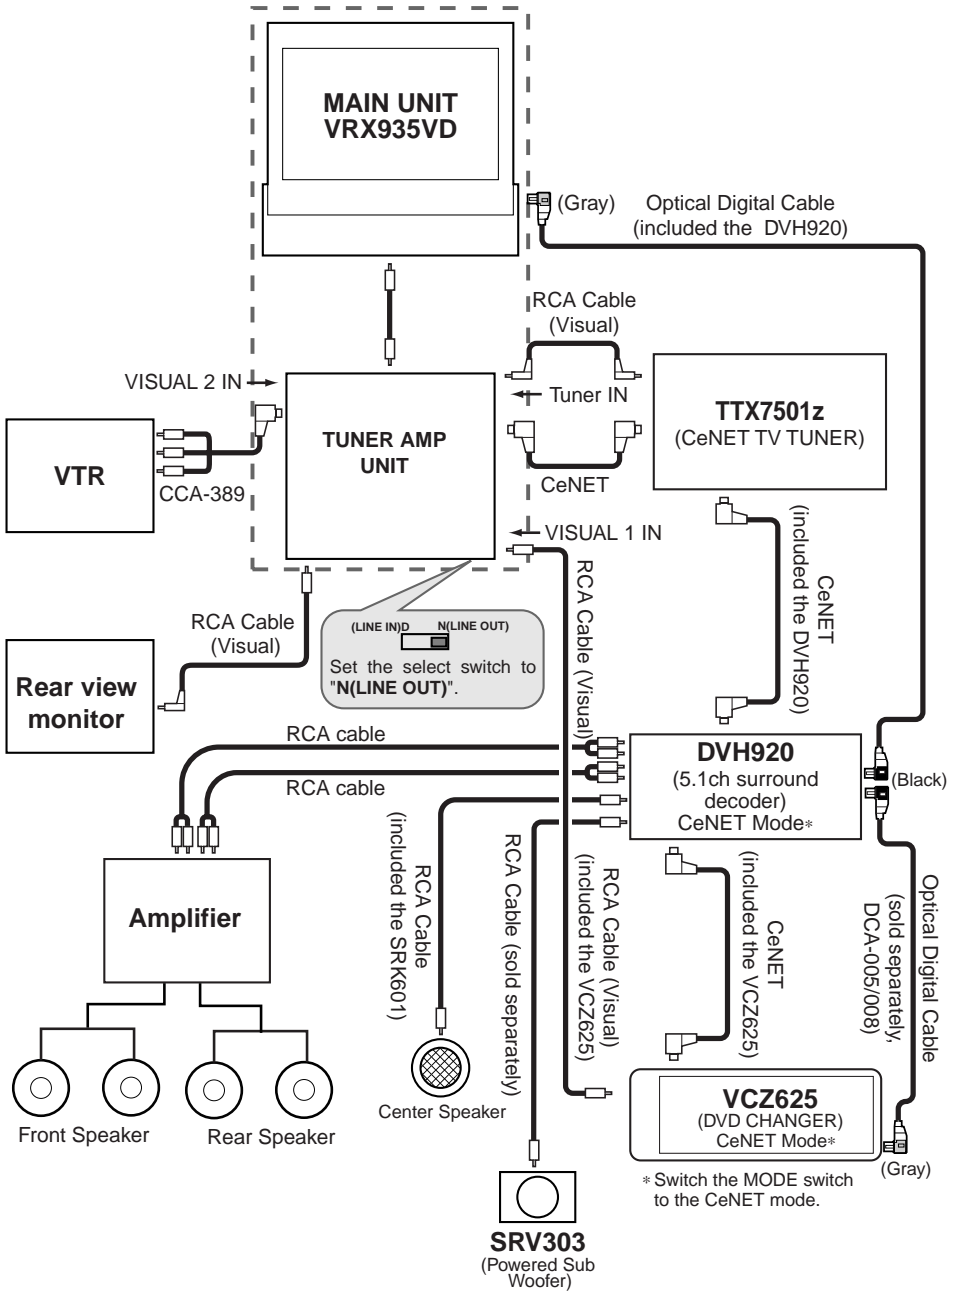 MAIN UNIT
VRX935VD
(Gray)
Optical Digital Cable
(included the DVH920)
RCA Cable
(Visual)
VISUAL 2 IN
Tuner IN
TTX7501z
(CeNET TV TUNER)
TUNER AMP
UNIT
VTR
CCA-389
CeNET
VISUAL 1 IN
CeNET
(included the DVH920)
RCA Cable (Visual)
RCA Cable
(Visual)
(LINE IN)D
N(LINE OUT)
Set the select switch to
"N(LINE OUT)".
Rear view
monitor
RCA cable
RCA cable
DVH920
(5.1ch surround
decoder)
CeNET Mode*
(Black)
RCA Cable
(included the SRK601)
RCA Cable (sold separately)
RCA Cable (Visual)
(included the VCZ625)
CeNET
(included the VCZ625)
Optical Digital Cable
(sold separately,
DCA-005/008)
Amplifier
Front Speaker
Rear Speaker
Center Speaker
VCZ625
(DVD CHANGER)
CeNET Mode*
(Gray)
* Switch the MODE switch
to the CeNET mode.
SRV303
(Powered Sub
Woofer)